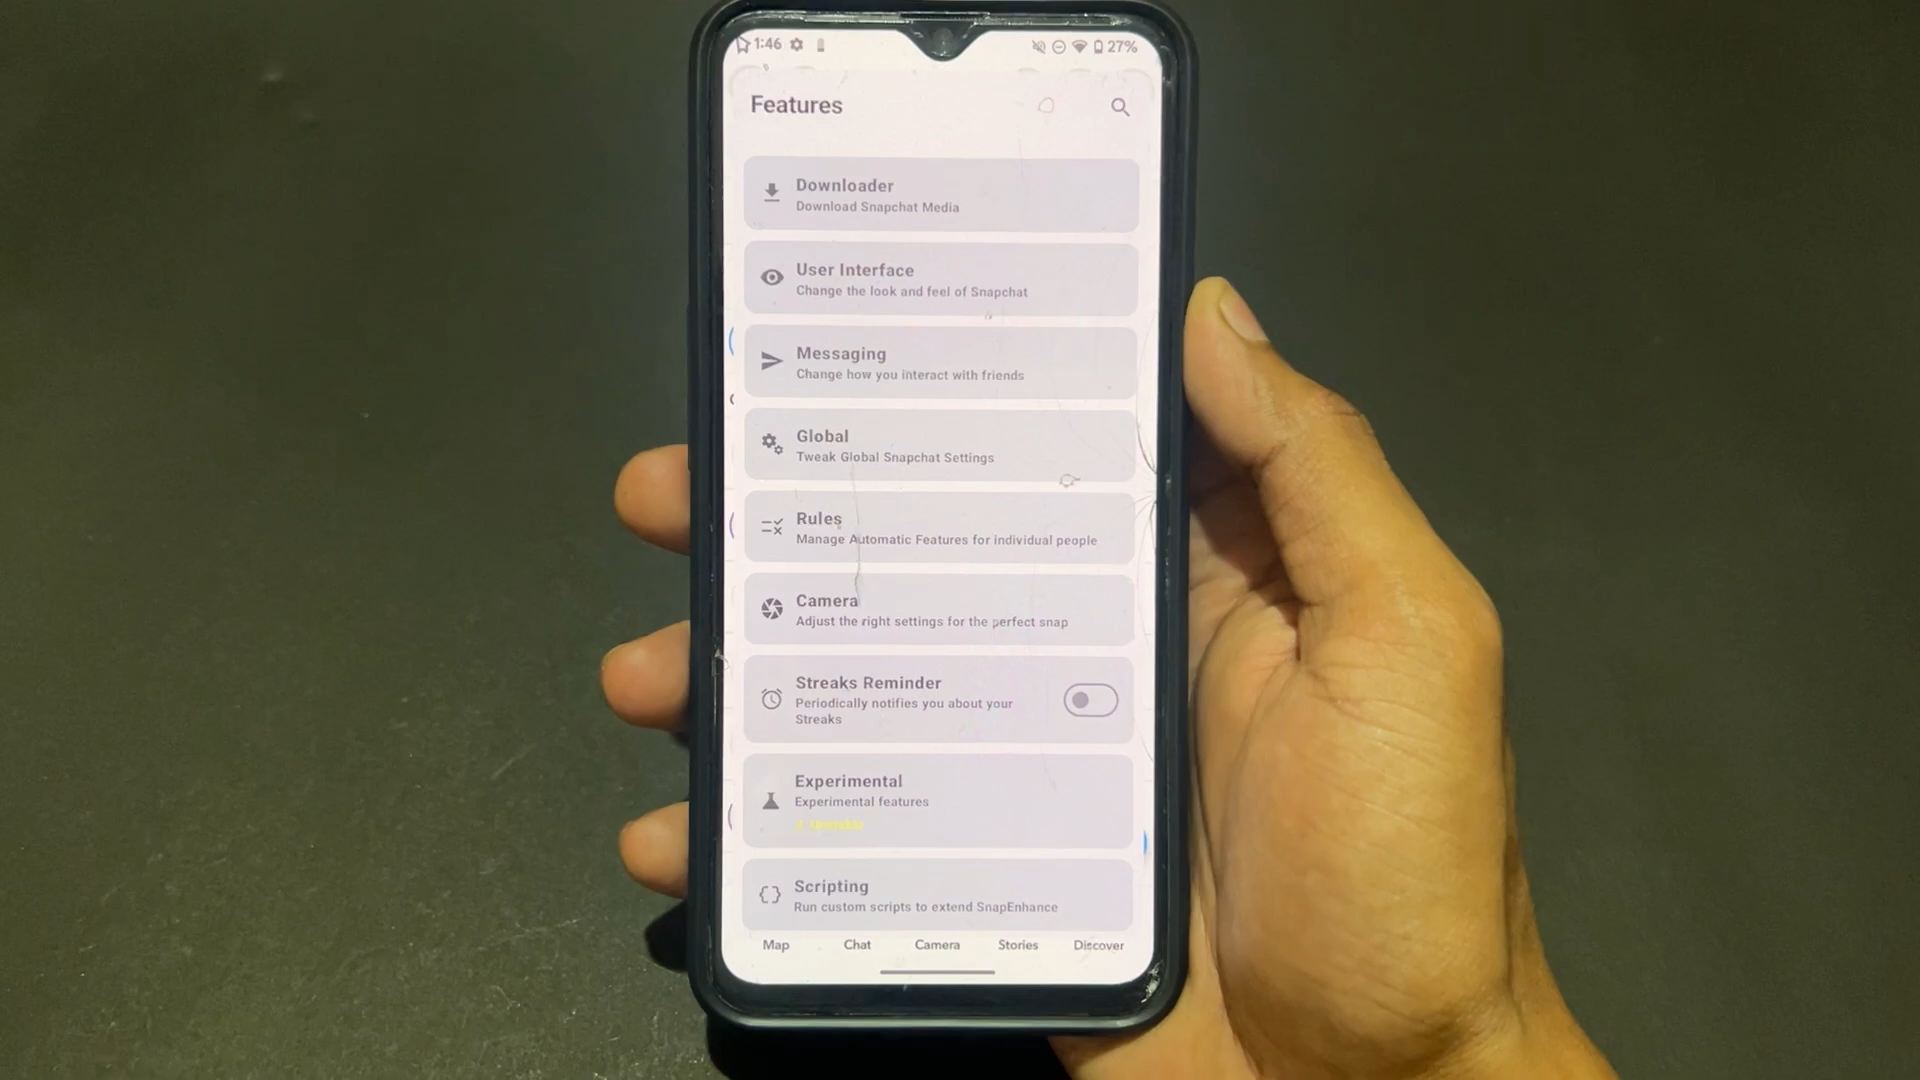 1:46
27%
Features
Downloader
Download Snapchat Media
User Interface
Change the look and feel of Snapchat
Messaging
Change how you interact with friends
Global
Tweak Global Snapchat Settings
Rules
Manage Automatic Features for individual people
Camera
Adjust the right settings for the perfect snap
Streaks Reminder
Periodically notifies you about your
Streaks
Experimental
Experimental features
Scripting
Run custom scripts to extend SnapEnhance
Map
Chat
Camera
Stories
Discover